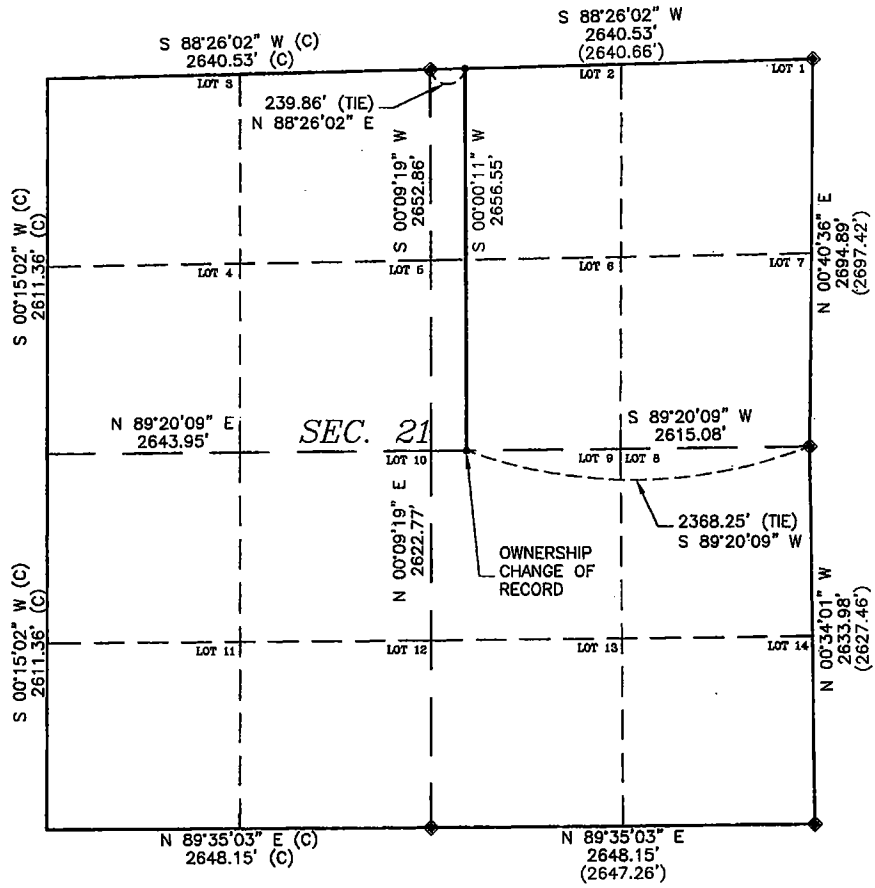 S 88°26'02" W (C)
2640.53' (C)
S 88°26'02" W
2640.53'
(2640.66')
LOT 3
LOT 2
LOT 1
239.86' (TIE)
N 88°26'02" E
S 00°09'19" W
2652.86'
S 00°00'11" W
2656.55'
S 00°15'02" W (C)
2611.36' (C)
N 00°40'36" E
2694.89'
(2697.42')
LOT 4
LOT 5
LOT 6
LOT 7
N 89°20'09" E
2643.95'
SEC. 21
S 89°20'09" W
2615.08'
LOT 10
LOT 9
LOT 8
2368.25' (TIE)
S 89°20'09" W
N 00°09'19" E
2622.77'
OWNERSHIP
CHANGE OF
RECORD
S 00°15'02" W (C)
2611.36' (C)
N 00°34'01" W
2633.98'
(2627.46')
LOT 11
LOT 12
LOT 13
LOT 14
N 89°35'03" E (C)
2648.15' (C)
N 89°35'03" E
2648.15'
(2647.26')